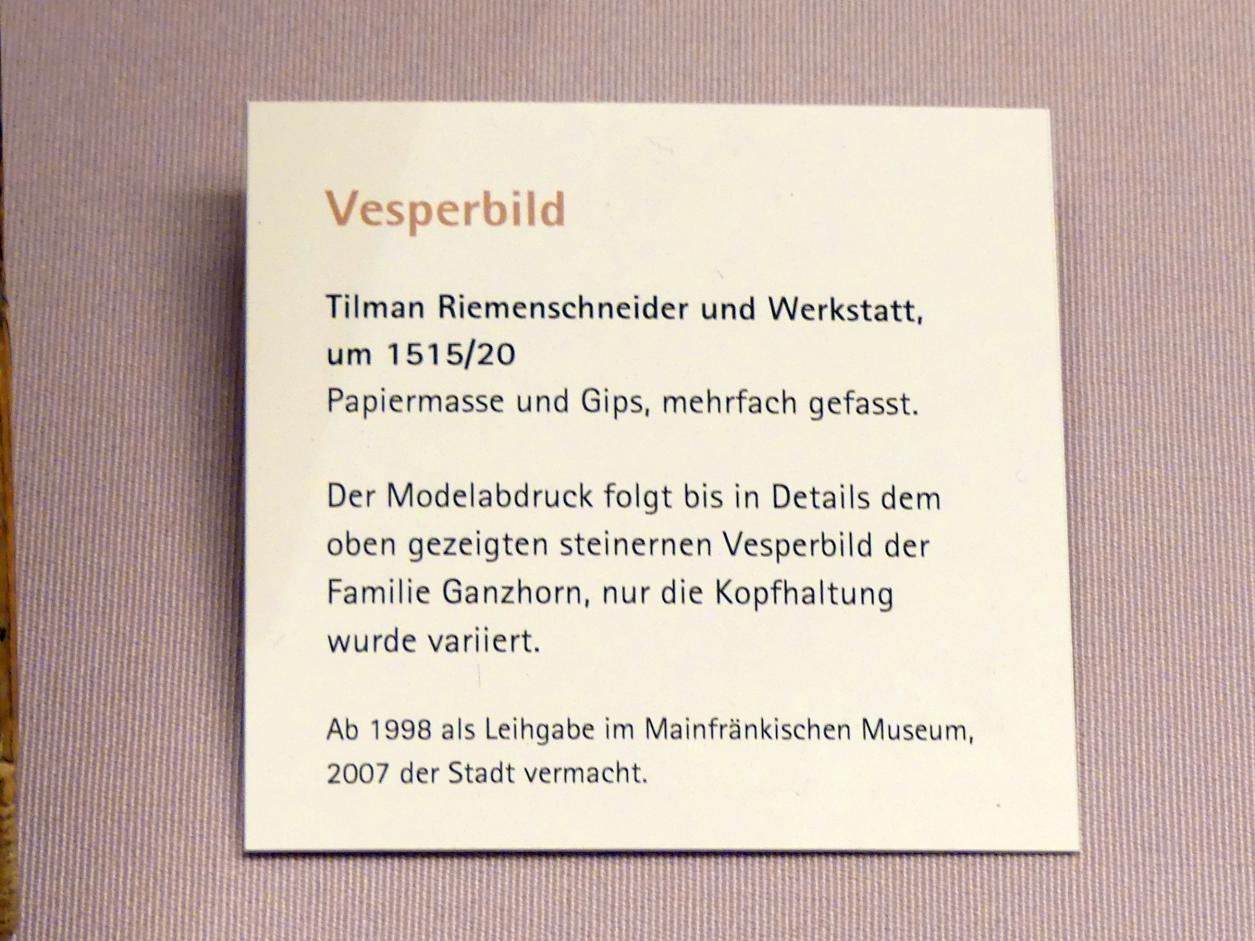 Vesperbild
Tilman Riemenschneider und Werkstatt,
um 1515/20
Papiermasse und Gips, mehrfach gefasst.
Der Modelabdruck folgt bis in Details dem
oben gezeigten steinernen Vesperbild der
Familie Ganzhorn, nur die Kopfhaltung
wurde variiert.
Ab 1998 als Leihgabe im Mainfränkischen Museum,
2007 der Stadt vermacht.